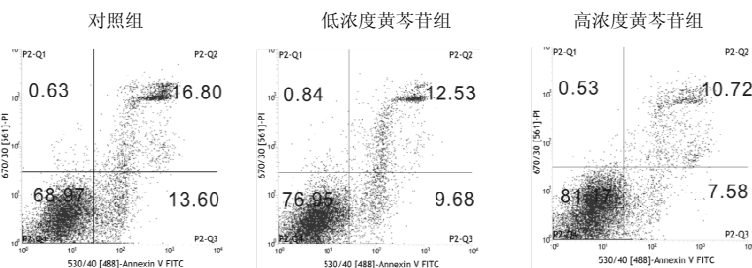 对照组
低浓度黄芩苷组
高浓度黄芩苷组
P2-Q1
P2-Q2
0.63
16.80
68.97
13.60
P2-Q3
670/30 [561]-PI
530/40 [488]-Annexin V FITC
P2-Q1
P2-Q2
0.84
12.53
76.95
9.68
P2-Q3
670/30 [561]-PI
530/40 [488]-Annexin V FITC
P2-Q1
P2-Q2
0.53
10.72
7.58
P2-Q3
670/30 [561]-PI
530/40 [488]-Annexin V FITC